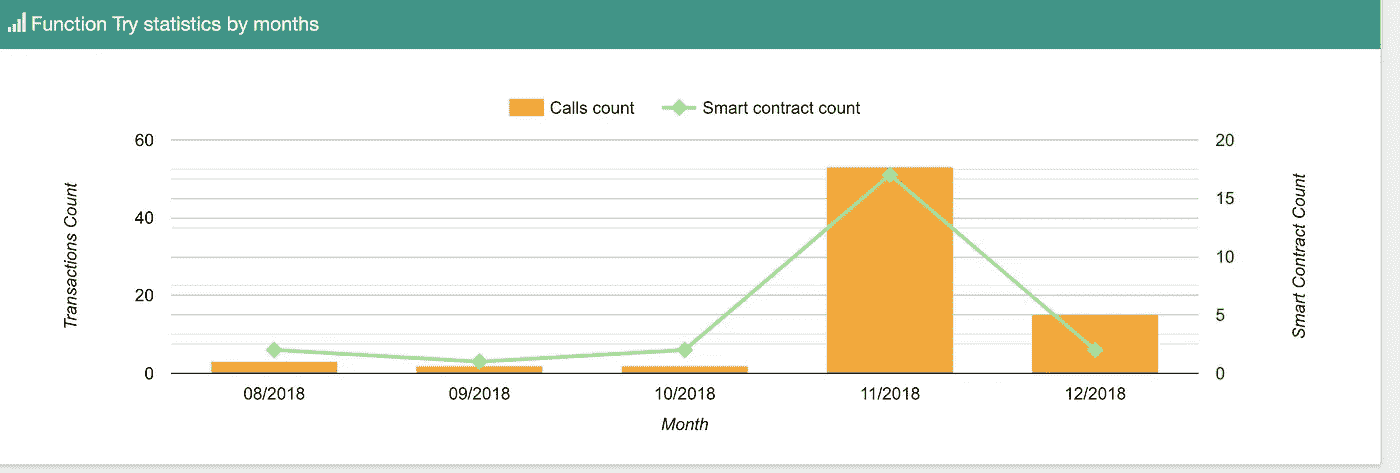 Function Try statistics by months
Calls count Smart contract count
60 20
15
40
10
20
5
0 0
Transactions Count
Smart Contract Count
08/2018 09/2018 10/2018 11/2018 12/2018
Month